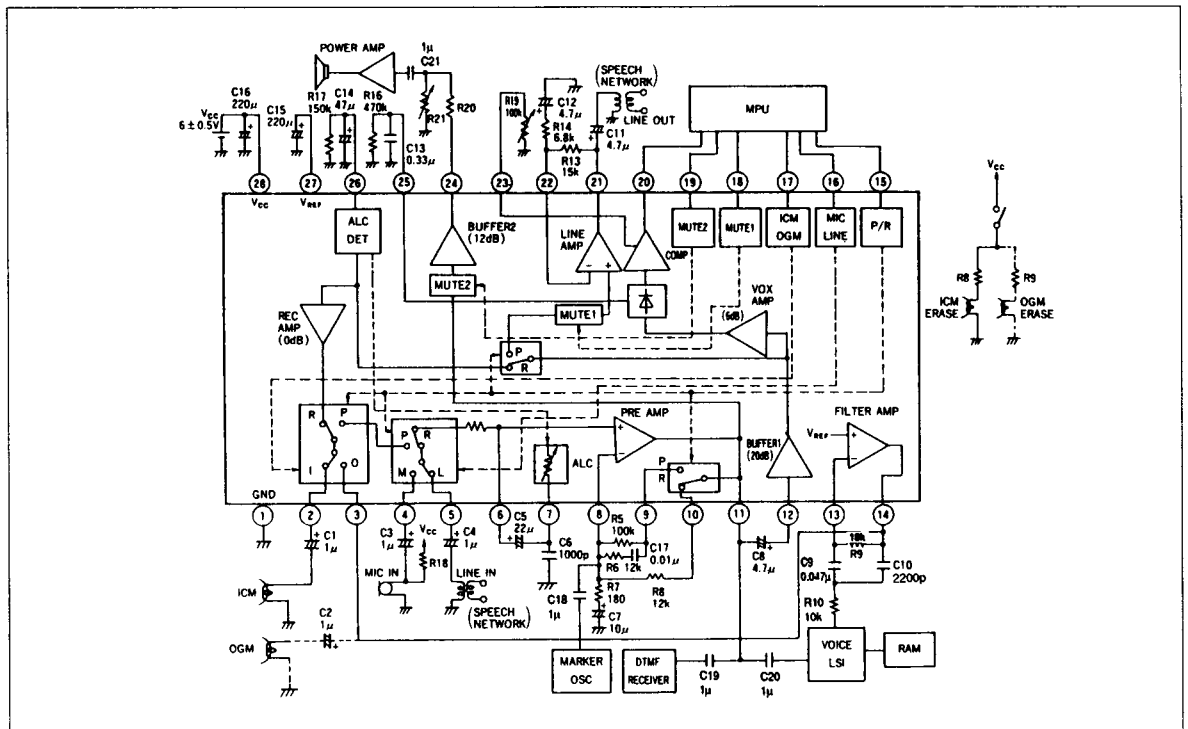 POWER AMP
1μ
C21
C16
220μ
C15
220μ
R17
150k
C14
47μ
R16
470k
C13
0.33μ
VCC
6±0.5V
R21
R20
R19
100k
C12
4.7μ
R14
6.8k
R13
15k
C11
4.7μ
(SPEECH
NETWORK)
LINE OUT
MPU
28
27
26
25
24
23
22
21
20
19
18
17
16
15
VCC
VREF
ALC
DET
BUFFER2
(12dB)
LINE
AMP
COMP
MUTE2
MUTE1
ICM
OGM
MIC
LINE
P/R
VCC
R8
R9
ICM
ERASE
OGM
ERASE
MUTE2
MUTE1
VOX
AMP
(6dB)
REC
AMP
(0dB)
P
R
R
P
I
O
P
R
M
L
ALC
PRE AMP
P
R
BUFFER1
(20dB)
FILTER AMP
VREF
+
−
GND
1
2
3
4
5
6
7
8
9
10
11
12
13
14
C1
1μ
C3
1μ
VCC
R18
C4
1μ
C5
22μ
C6
1000p
R5
100k
R6
12k
C17
0.01μ
R7
180
R8
12k
C7
10μ
C18
1μ
C8
4.7μ
C9
0.047μ
18k
R9
C10
2200p
R10
10k
ICM
MIC IN
LINE IN
(SPEECH
NETWORK)
C2
1μ
OGM
MARKER
OSC
DTMF
RECEIVER
C19
1μ
C20
1μ
VOICE
LSI
RAM